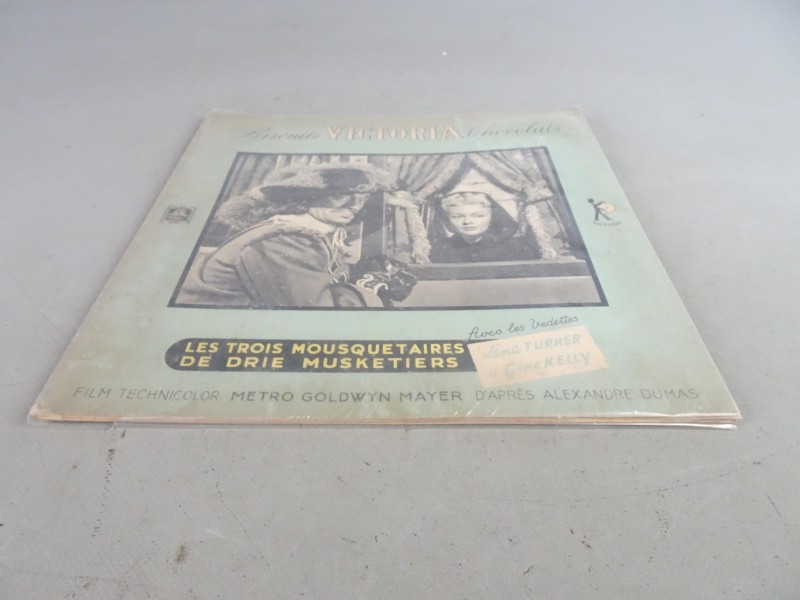 Biscuits VICTORIA Chocolats
Avec les Vedettes
LES TROIS MOUSQUETAIRES
DE DRIE MUSKETIERS
Lana TURNER
Gene KELLY
FILM TECHNICOLOR METRO GOLDWYN MAYER D'APRÈS ALEXANDRE DUMAS